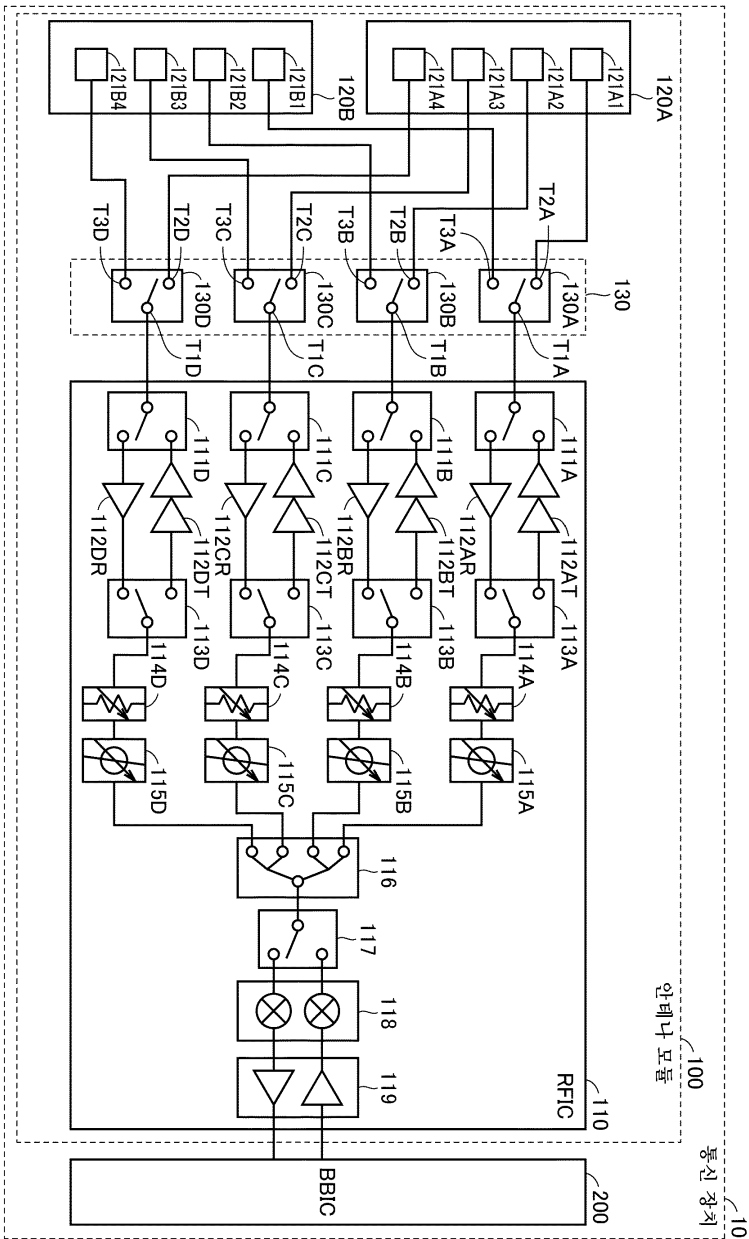 10
통신 장치
100
안테나 모듈
120A
130
110
200
RFIC
BBIC
121A1
T2A
130A
T1A
111A
112AT
113A
114A
115A
121A2
T3A
112AR
121A3
T2B
130B
T1B
111B
112BT
113B
114B
115B
121A4
T3B
112BR
116
117
118
119
120B
121B1
T2C
130C
T1C
111C
112CT
113C
114C
115C
121B2
T3C
112CR
121B3
T2D
130D
T1D
111D
112DT
113D
114D
115D
121B4
T3D
112DR